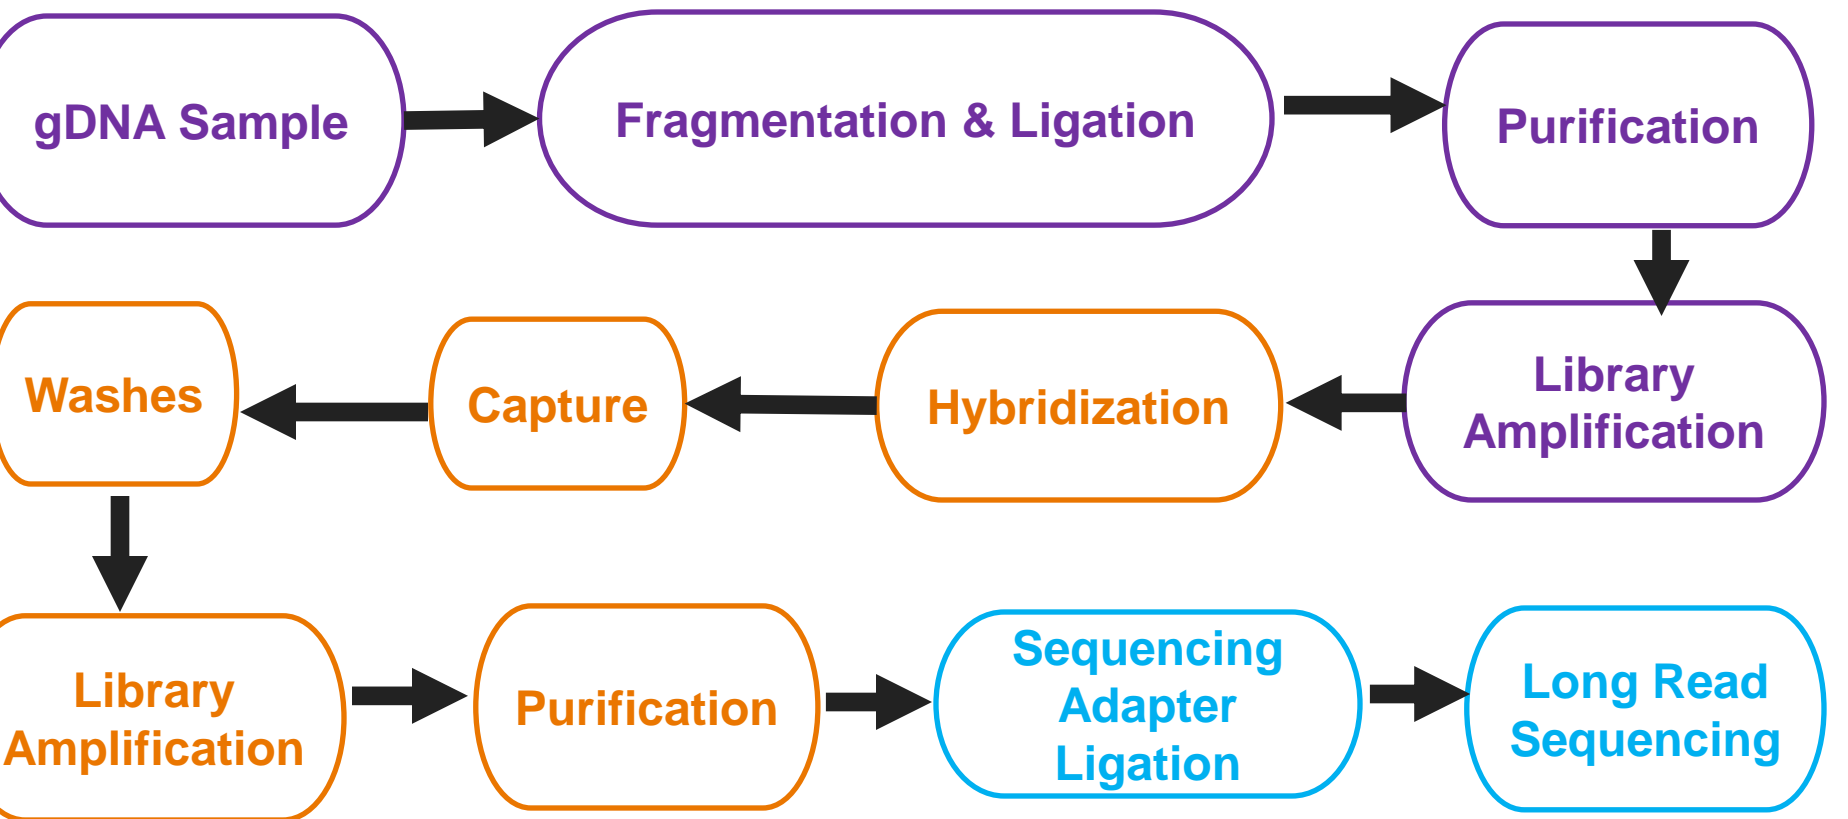 gDNA Sample
Fragmentation & Ligation
Purification
Library
Amplification
Hybridization
Capture
Washes
Library
Amplification
Purification
Sequencing
Adapter
Ligation
Long Read
Sequencing